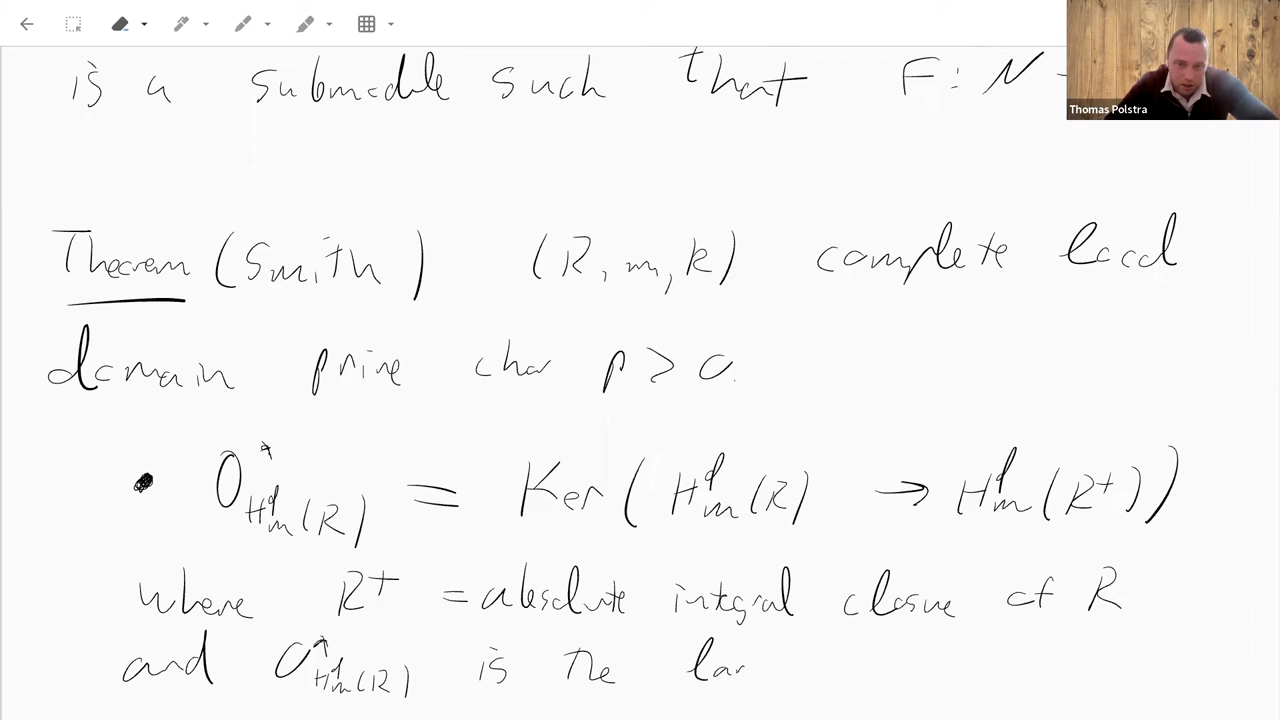 is a submodule such that F : N
Thomas Polstra
Theorem (Smith) (R, m, k) complete local
domain prime char p > 0.
• 0^*_{H^d_m(R)} = Ker ( H^d_m(R) → H^d_m(R^+) )
where R^+ = absolute integral closure of R
and 0^*_{H^d_m(R)} is the lar